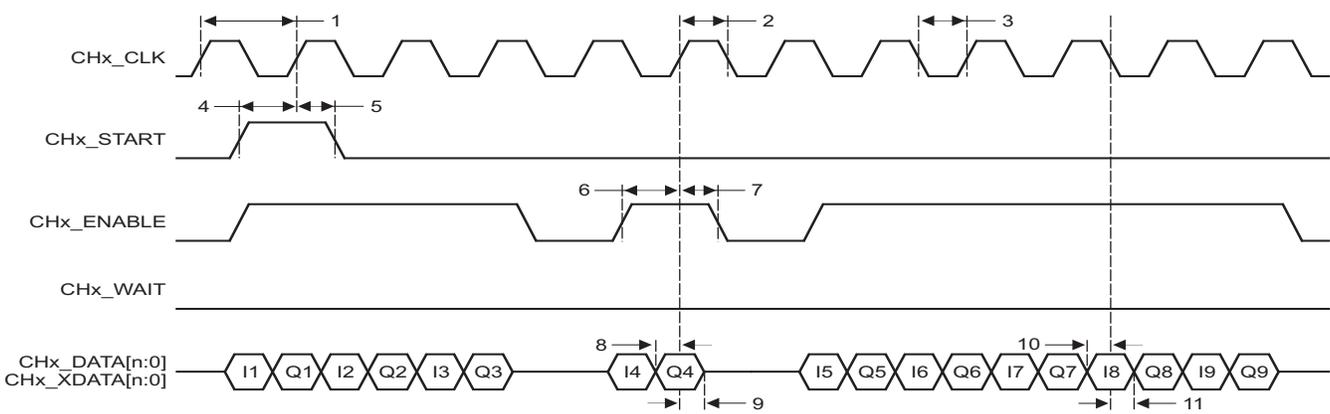 1 2 3
CHx_CLK
4 5
CHx_START
6 7
CHx_ENABLE
CHx_WAIT
8 10
CHx_DATA[n:0]
CHx_XDATA[n:0]
I1 Q1 I2 Q2 I3 Q3 I4 Q4 I5 Q5 I6 Q6 I7 Q7 I8 Q8 I9 Q9
9 11